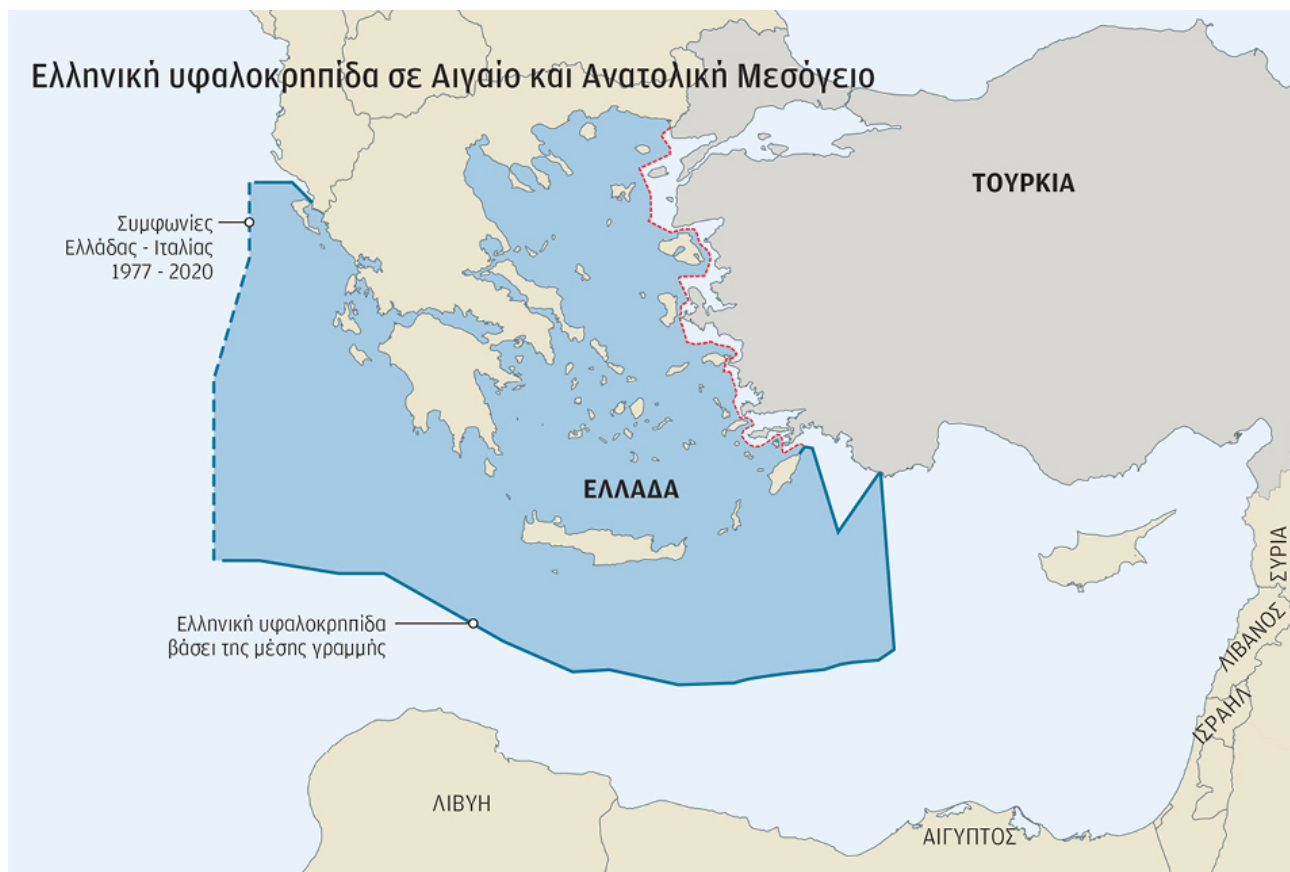 Ελληνική υφαλοκρηπίδα σε Αιγαίο και Ανατολική Μεσόγειο
ΤΟΥΡΚΙΑ
Συμφωνίες
Ελλάδας - Ιταλίας
1977 - 2020
ΕΛΛΑΔΑ
ΣΥΡΙΑ
Ελληνική υφαλοκρηπίδα
βάσει της μέσης γραμμής
ΛΙΒΑΝΟΣ
ΙΣΡΑΗΛ
ΛΙΒΥΗ
ΑΙΓΥΠΤΟΣ